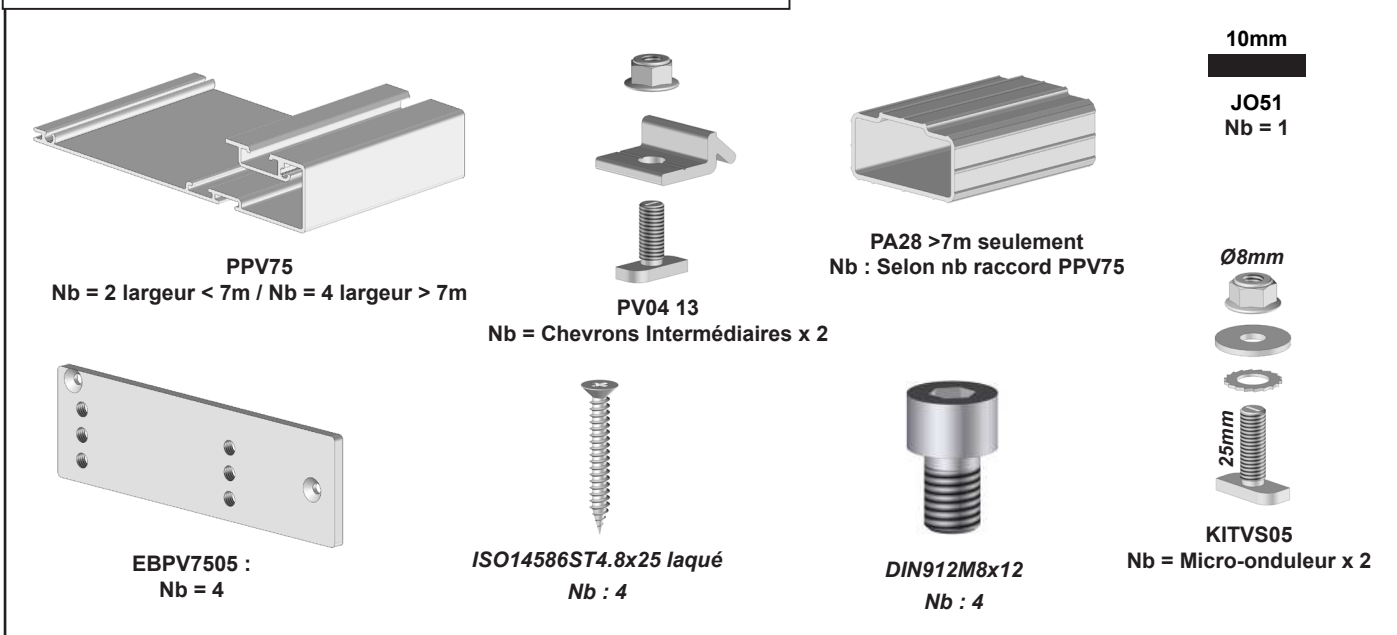 PPV75
Nb = 2 largeur < 7m / Nb = 4 largeur > 7m
PV04 13
Nb = Chevrons Intermédiaires x 2
PA28 >7m seulement
Nb : Selon nb raccord PPV75
10mm
JO51
Nb = 1
EBPV7505 :
Nb = 4
ISO14586ST4.8x25 laqué
Nb : 4
DIN912M8x12
Nb : 4
Ø8mm
25mm
KITVS05
Nb = Micro-onduleur x 2